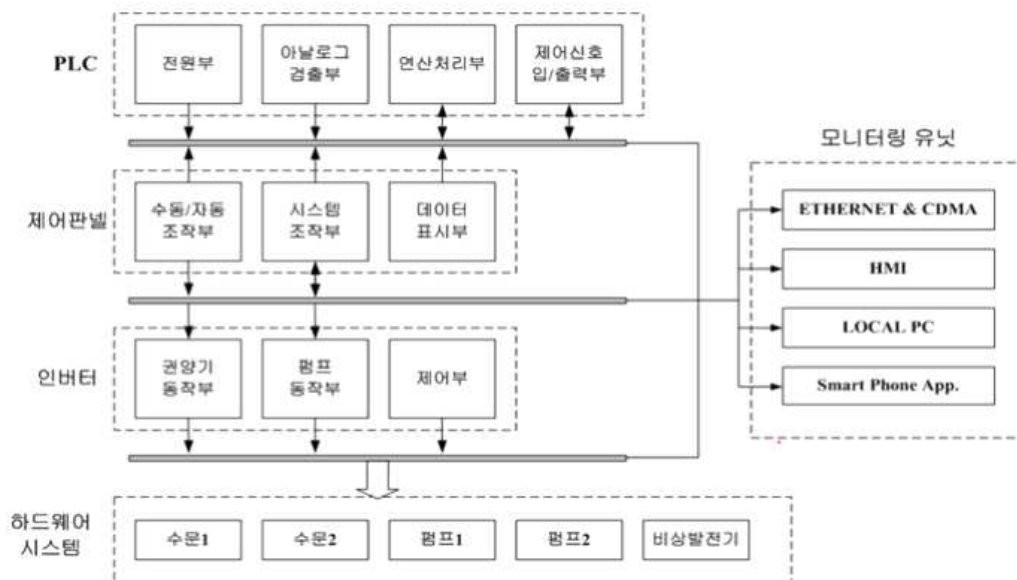 PLC
전원부
아날로그
검출부
연산처리부
제어신호
입/출력부
모니터링 유닛
제어판넬
수동/자동
조작부
시스템
조작부
데이터
표시부
ETHERNET & CDMA
HMI
LOCAL PC
Smart Phone App.
인버터
권양기
동작부
펌프
동작부
제어부
하드웨어
시스템
수문1
수문2
펌프1
펌프2
비상발전기